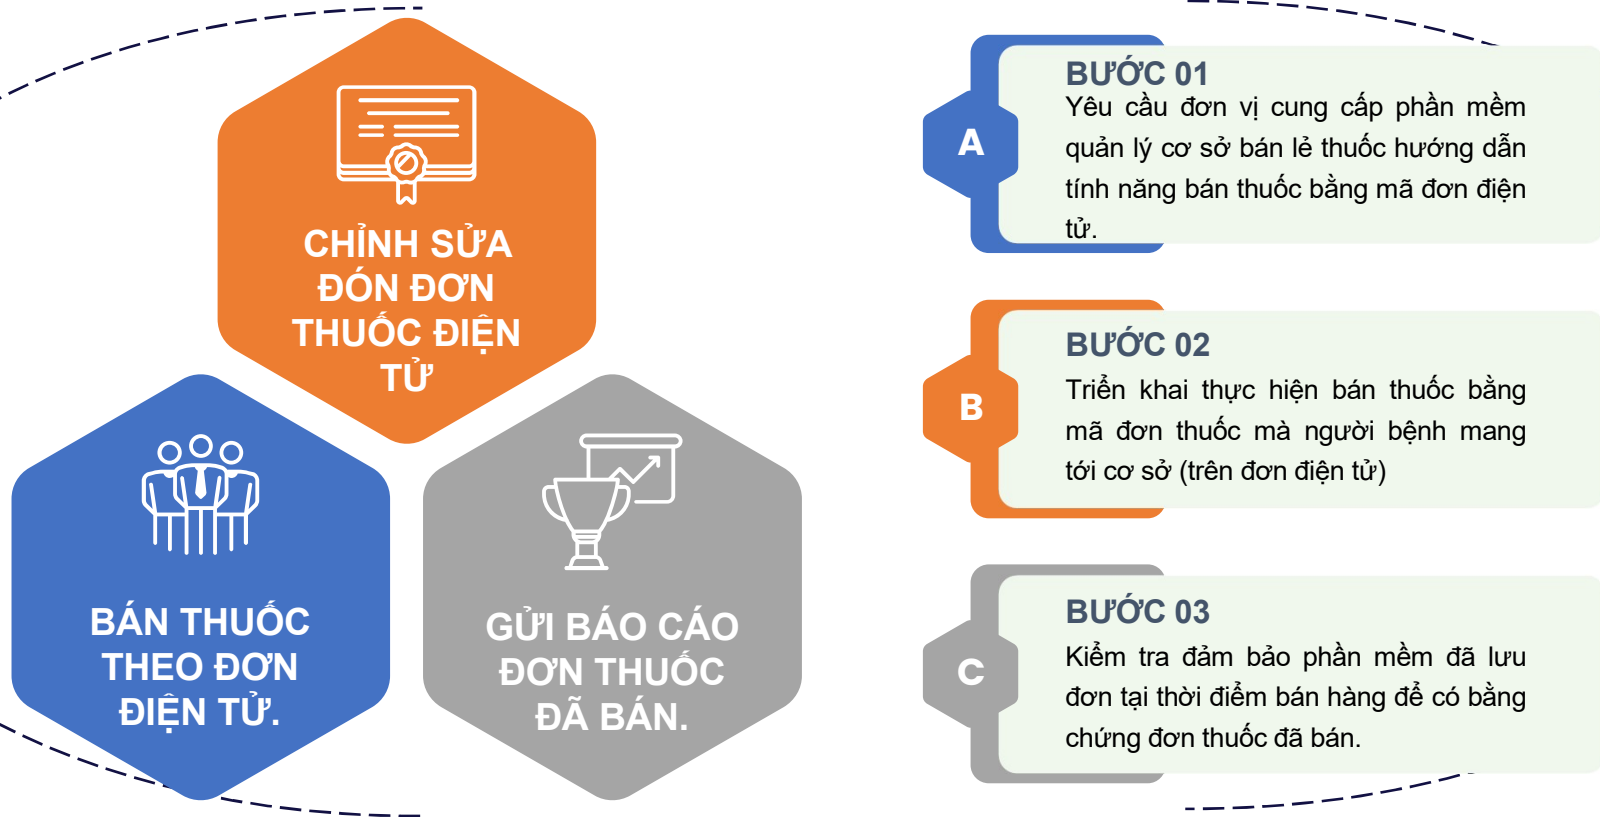 CHỈNH SỬA
ĐÓN ĐƠN
THUỐC ĐIỆN
TỬ
BÁN THUỐC
THEO ĐƠN
ĐIỆN TỬ.
GỬI BÁO CÁO
ĐƠN THUỐC
ĐÃ BÁN.
A
BƯỚC 01
Yêu cầu đơn vị cung cấp phần mềm
quản lý cơ sở bán lẻ thuốc hướng dẫn
tính năng bán thuốc bằng mã đơn điện
tử.
B
BƯỚC 02
Triển khai thực hiện bán thuốc bằng
mã đơn thuốc mà người bệnh mang
tới cơ sở (trên đơn điện tử)
C
BƯỚC 03
Kiểm tra đảm bảo phần mềm đã lưu
đơn tại thời điểm bán hàng để có bằng
chứng đơn thuốc đã bán.